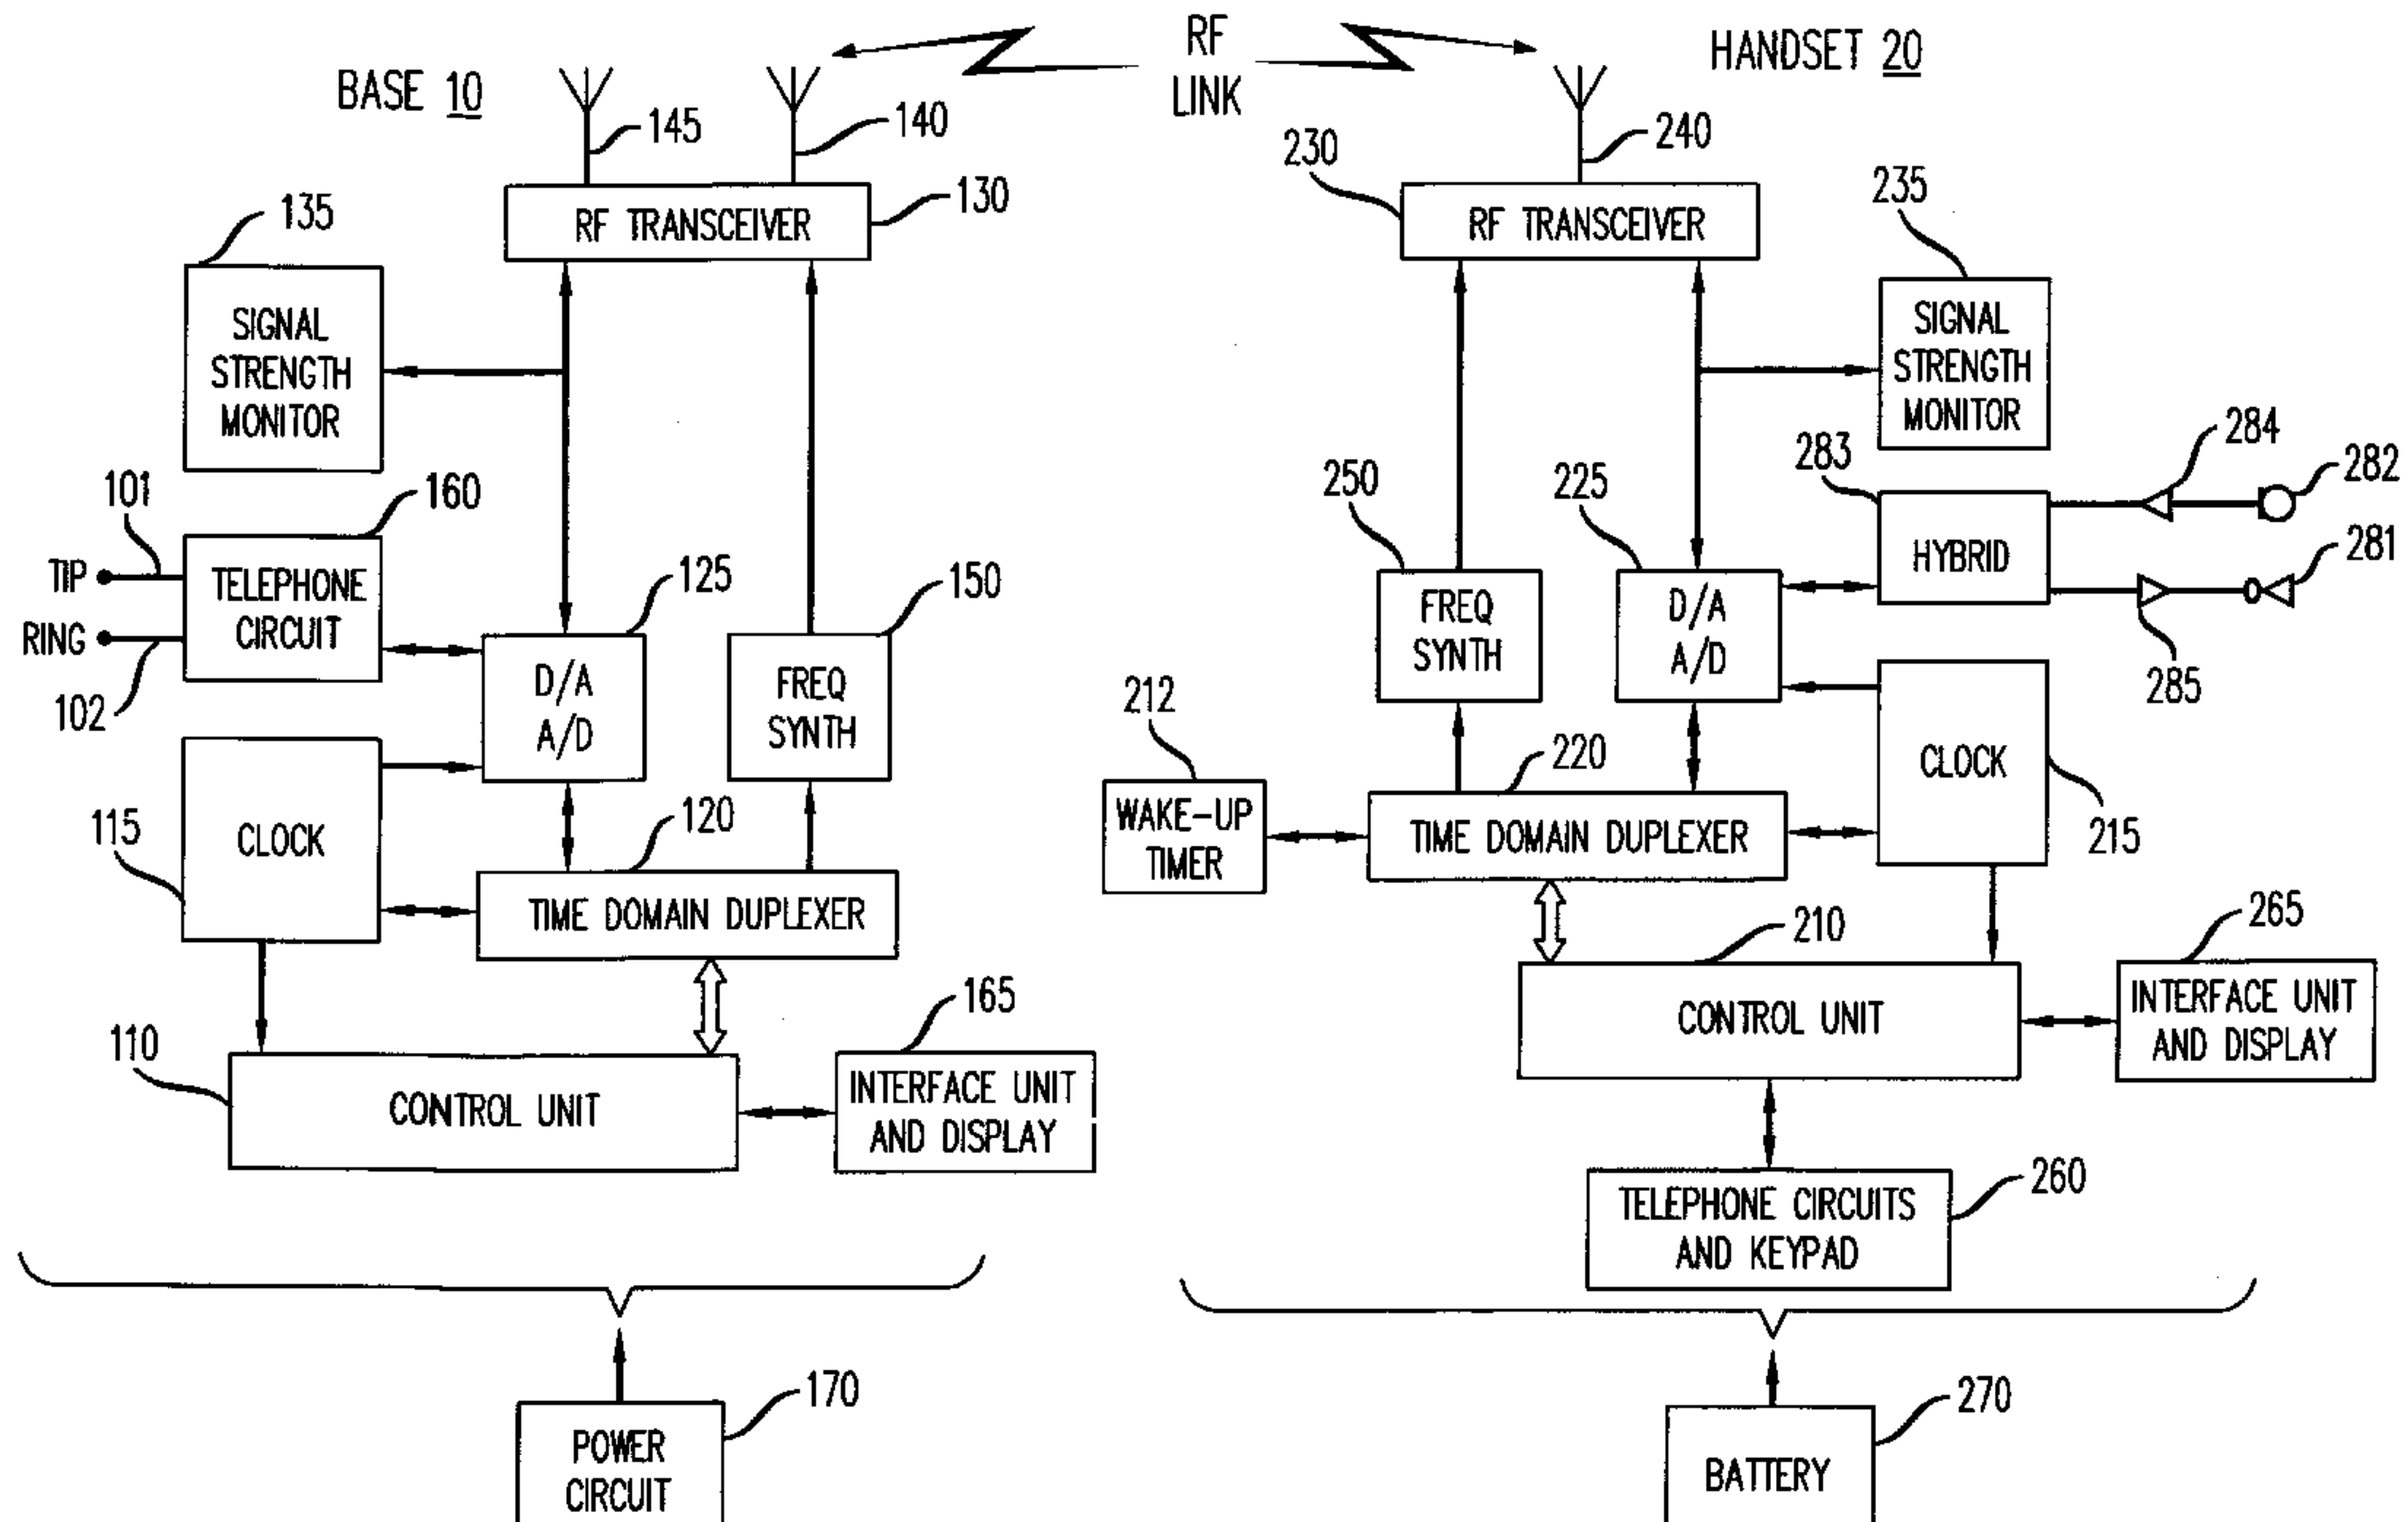 RF
LINK
BASE 10
145
140
130
RF TRANSCEIVER
135
SIGNAL
STRENGTH
MONITOR
101
160
TIP
RING
TELEPHONE
CIRCUIT
102
125
D/A
A/D
150
FREQ
SYNTH
115
CLOCK
120
TIME DOMAIN DUPLEXER
110
CONTROL UNIT
165
INTERFACE UNIT
AND DISPLAY
170
POWER
CIRCUIT
HANDSET 20
240
230
RF TRANSCEIVER
235
SIGNAL
STRENGTH
MONITOR
284
282
283
HYBRID
281
285
250
FREQ
SYNTH
225
D/A
A/D
212
WAKE-UP
TIMER
220
TIME DOMAIN DUPLEXER
CLOCK
215
210
CONTROL UNIT
265
INTERFACE UNIT
AND DISPLAY
260
TELEPHONE CIRCUITS
AND KEYPAD
270
BATTERY